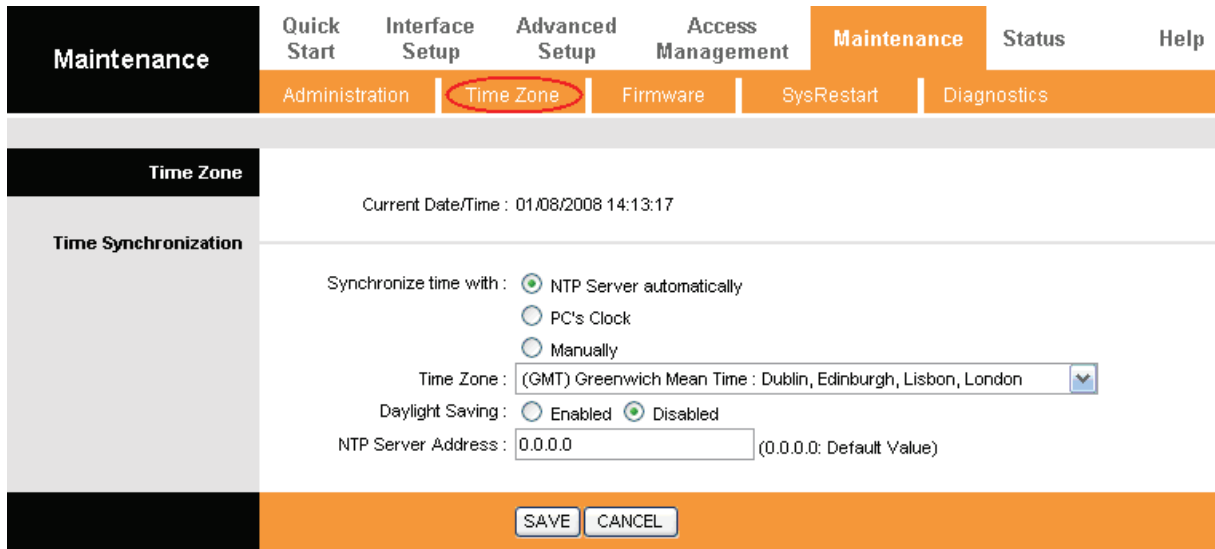 Maintenance
Quick Start
Interface Setup
Advanced Setup
Access Management
Maintenance
Status
Help
Administration
Time Zone
Firmware
SysRestart
Diagnostics
Time Zone
Current Date/Time : 01/08/2008 14:13:17
Time Synchronization
Synchronize time with : NTP Server automatically
PC's Clock
Manually
Time Zone : (GMT) Greenwich Mean Time : Dublin, Edinburgh, Lisbon, London
Daylight Saving : Enabled Disabled
NTP Server Address : 0.0.0.0 (0.0.0.0: Default Value)
SAVE CANCEL